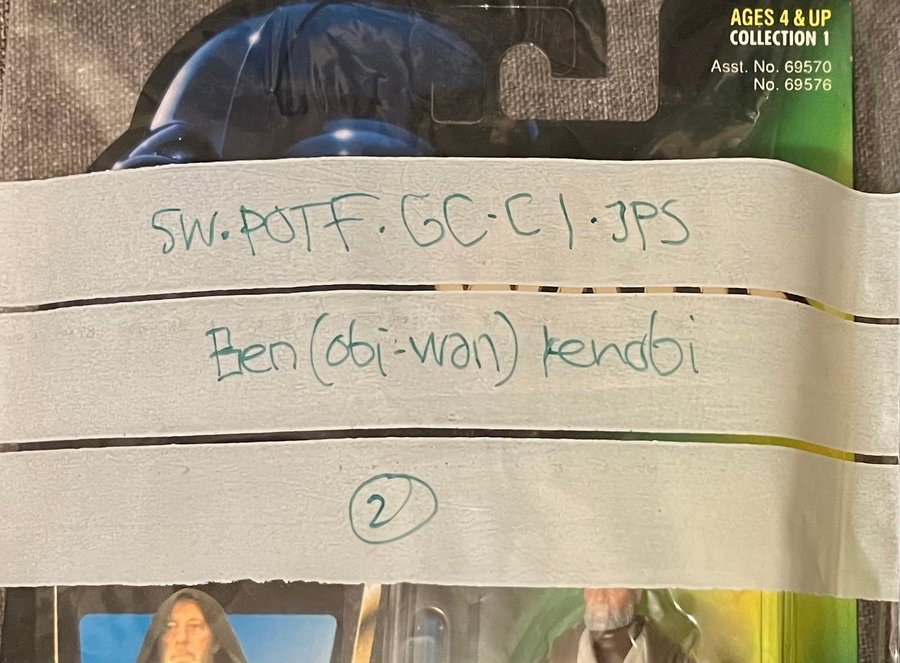 AGES 4 & UP
COLLECTION 1
Asst. No. 69570
No. 69576
SW.POTF.GC.C1.JPS
Ben (obi-wan) kenobi
2